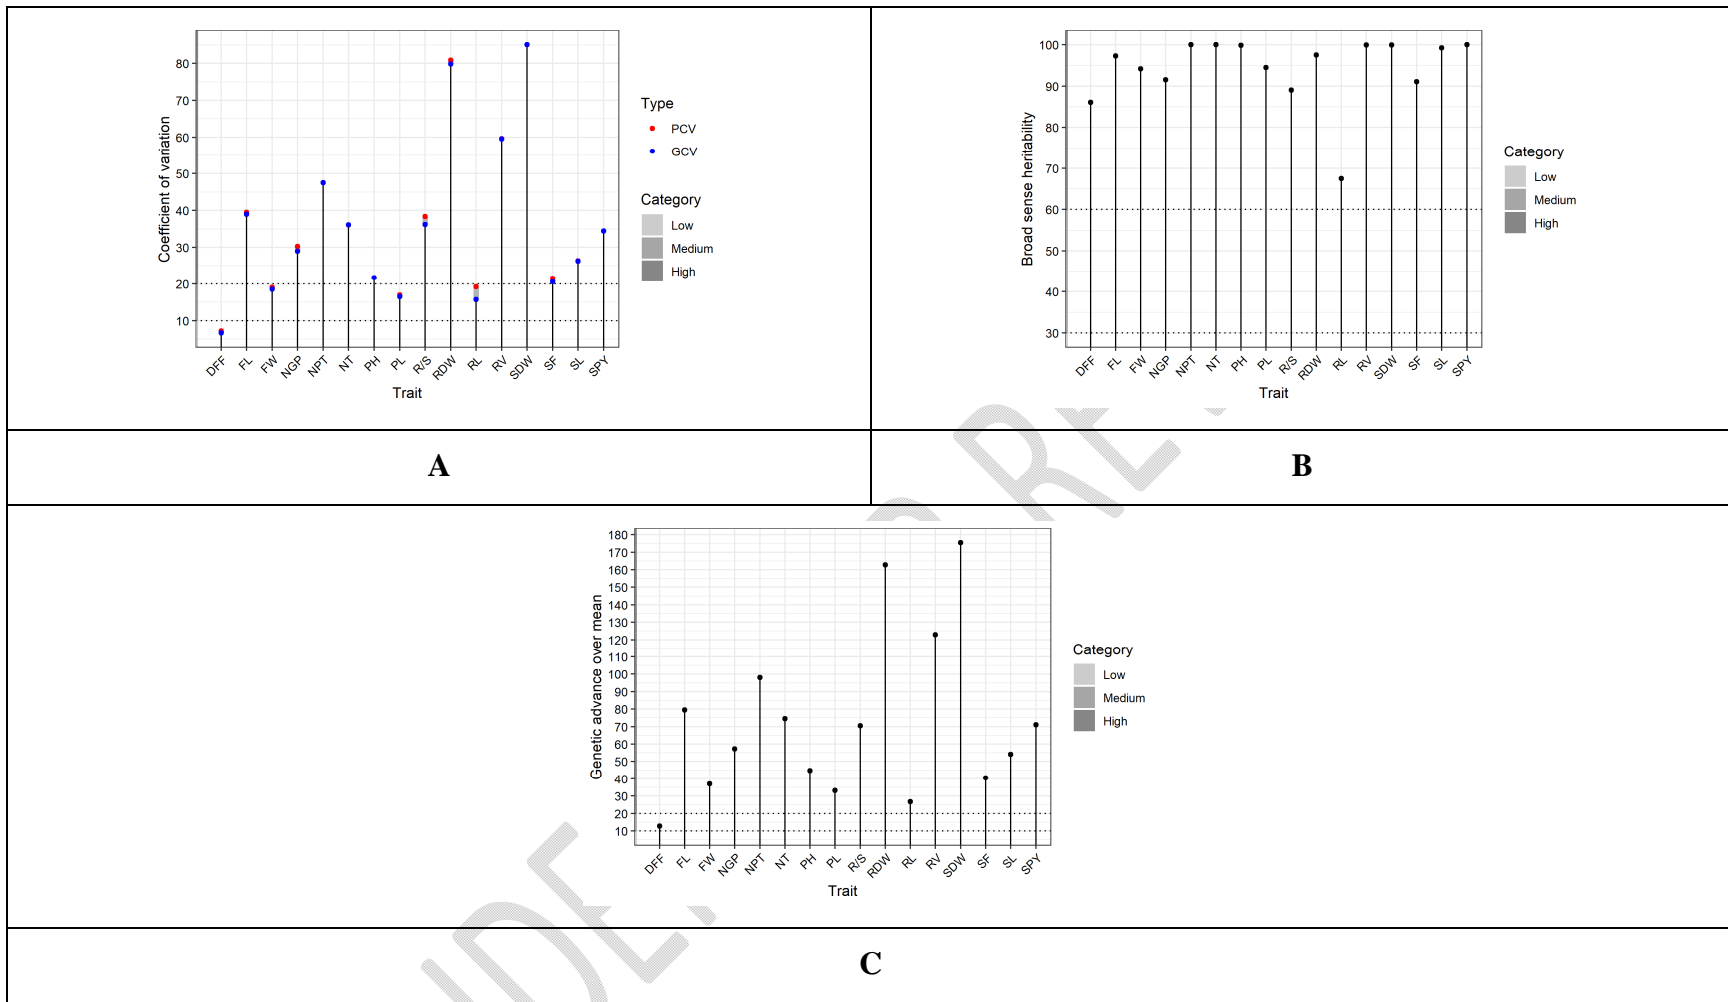 Coefficient of variation
80
70
60
50
40
30
20
10
DFF FL FW NGP NPT NT PH PL R/S RDW RL RV SDW SF SL SPY
Trait
Type
PCV
GCV
Category
Low
Medium
High
Broad sense heritability
100
90
80
70
60
50
40
30
DFF FL FW NGP NPT NT PH PL R/S RDW RL RV SDW SF SL SPY
Trait
Category
Low
Medium
High
A
B
Genetic advance over mean
180
170
160
150
140
130
120
110
100
90
80
70
60
50
40
30
20
10
DFF FL FW NGP NPT NT PH PL R/S RDW RL RV SDW SF SL SPY
Trait
Category
Low
Medium
High
C